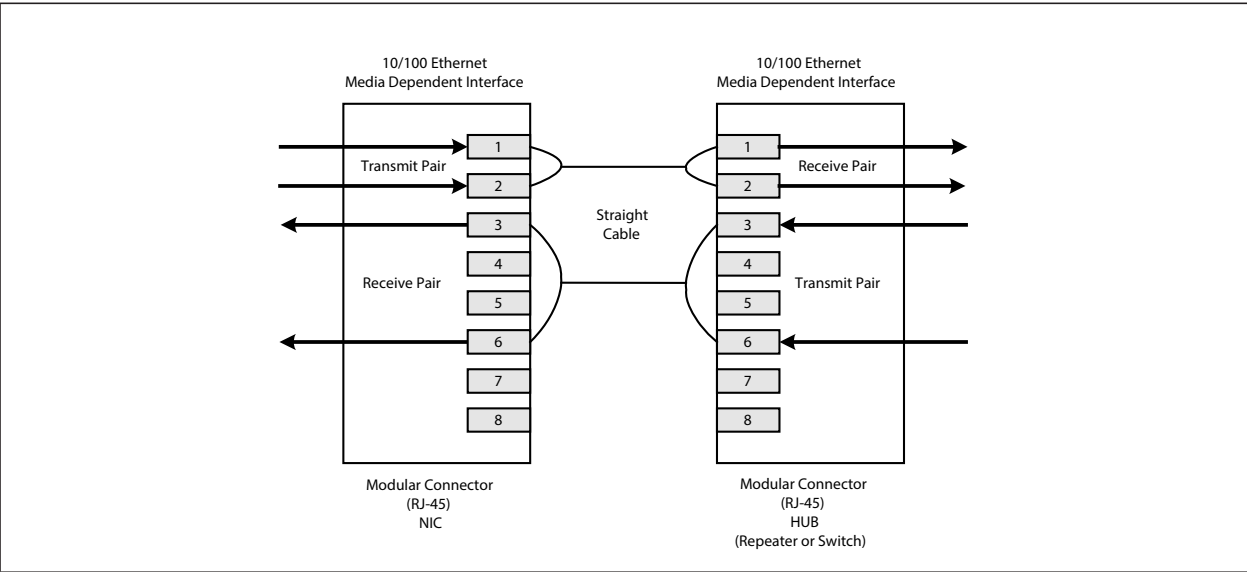 10/100 Ethernet
Media Dependent Interface
10/100 Ethernet
Media Dependent Interface
1
Transmit Pair
2
3
4
Receive Pair
5
6
7
8
Straight
Cable
1
Receive Pair
2
3
4
Transmit Pair
5
6
7
8
Modular Connector
(RJ-45)
NIC
Modular Connector
(RJ-45)
HUB
(Repeater or Switch)